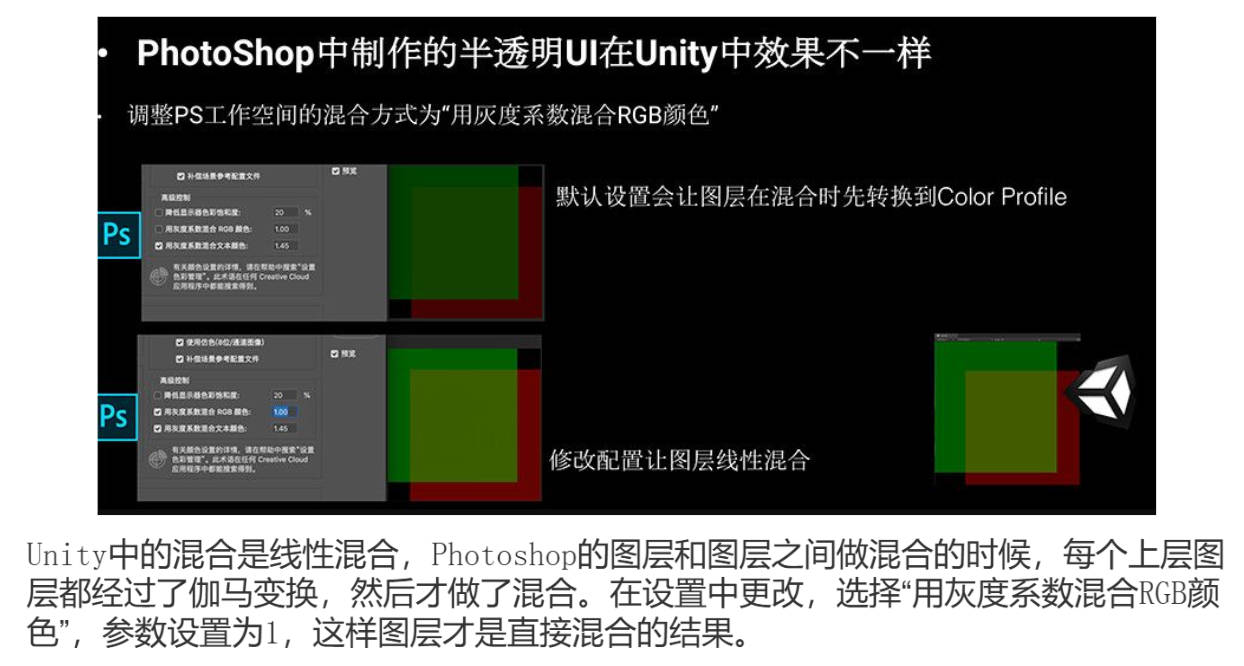 • PhotoShop中制作的半透明UI在Unity中效果不一样
• 调整PS工作空间的混合方式为“用灰度系数混合RGB颜色”
补偿场景参考配置文件
预览
高级控制
降低显示器色彩饱和度: 20 %
用灰度系数混合 RGB 颜色: 1.00
用灰度系数混合文本颜色: 1.45
有关颜色设置的详情，请在帮助中搜索“设置
色彩管理”。此术语在任何 Creative Cloud
应用程序中都能搜索得到。
Ps
默认设置会让图层在混合时先转换到Color Profile
使用仿色(8位/通道图像)
补偿场景参考配置文件
预览
高级控制
降低显示器色彩饱和度: 20 %
用灰度系数混合 RGB 颜色: 1.00
用灰度系数混合文本颜色: 1.45
有关颜色设置的详情，请在帮助中搜索“设置
色彩管理”。此术语在任何 Creative Cloud
应用程序中都能搜索得到。
Ps
修改配置让图层线性混合
Unity中的混合是线性混合，Photoshop的图层和图层之间做混合的时候，每个上层图
层都经过了伽马变换，然后才做了混合。在设置中更改，选择“用灰度系数混合RGB颜
色”，参数设置为1，这样图层才是直接混合的结果。